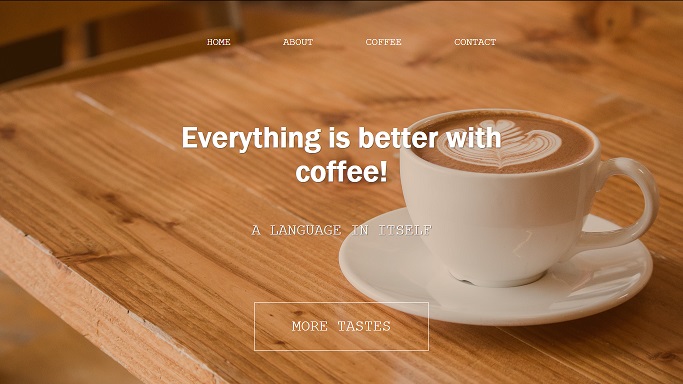 HOME ABOUT COFFEE CONTACT
Everything is better with
coffee!
A LANGUAGE IN ITSELF
MORE TASTES